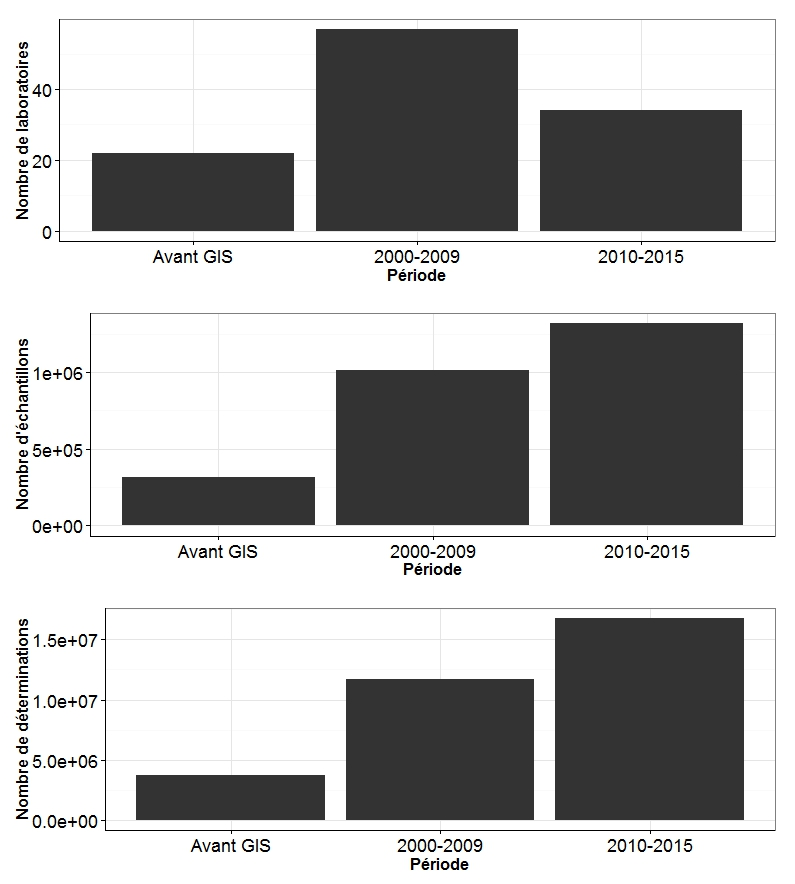 Nombre de laboratoires
40
20
0
Avant GIS 2000-2009 2010-2015
Période
Nombre d'échantillons
1e+06
5e+05
0e+00
Avant GIS 2000-2009 2010-2015
Période
Nombre de déterminations
1.5e+07
1.0e+07
5.0e+06
0.0e+00
Avant GIS 2000-2009 2010-2015
Période